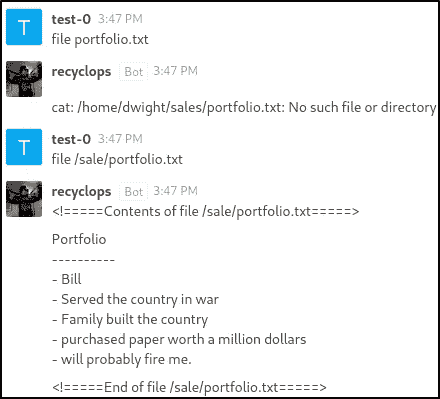 T
test-0 3:47 PM
file portfolio.txt
recyclops Bot 3:47 PM
cat: /home/dwight/sales/portfolio.txt: No such file or directory
T
test-0 3:47 PM
file /sale/portfolio.txt
recyclops Bot 3:47 PM
<!=====Contents of file /sale/portfolio.txt=====>
Portfolio
----------
- Bill
- Served the country in war
- Family built the country
- purchased paper worth a million dollars
- will probably fire me.
<!=====End of file /sale/portfolio.txt=====>